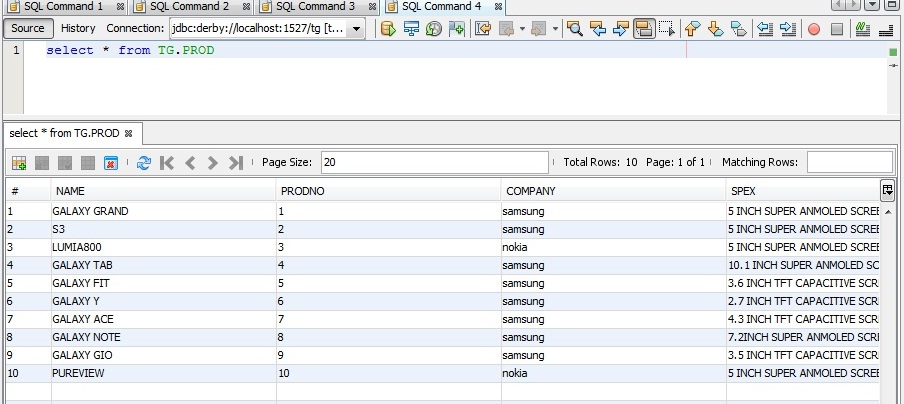 SQL Command 1 SQL Command 2 SQL Command 3 SQL Command 4
Source History Connection: jdbc:derby://localhost:1527/tg [t...
1 select * from TG.PROD
select * from TG.PROD
Page Size: 20 Total Rows: 10 Page: 1 of 1 Matching Rows:
# NAME PRODNO COMPANY SPEX
1 GALAXY GRAND 1 samsung 5 INCH SUPER ANMOLED SCREE
2 S3 2 samsung 5 INCH SUPER ANMOLED SCREE
3 LUMIA800 3 nokia 5 INCH SUPER ANMOLED SCREE
4 GALAXY TAB 4 samsung 10.1 INCH SUPER ANMOLED SC
5 GALAXY FIT 5 samsung 3.6 INCH TFT CAPACITIVE SCR
6 GALAXY Y 6 samsung 2.7 INCH TFT CAPACITIVE SCR
7 GALAXY ACE 7 samsung 4.3 INCH TFT CAPACITIVE SCR
8 GALAXY NOTE 8 samsung 7.2INCH SUPER ANMOLED SCR
9 GALAXY GIO 9 samsung 3.5 INCH TFT CAPACITIVE SCR
10 PUREVIEW 10 nokia 5 INCH SUPER ANMOLED SCREE